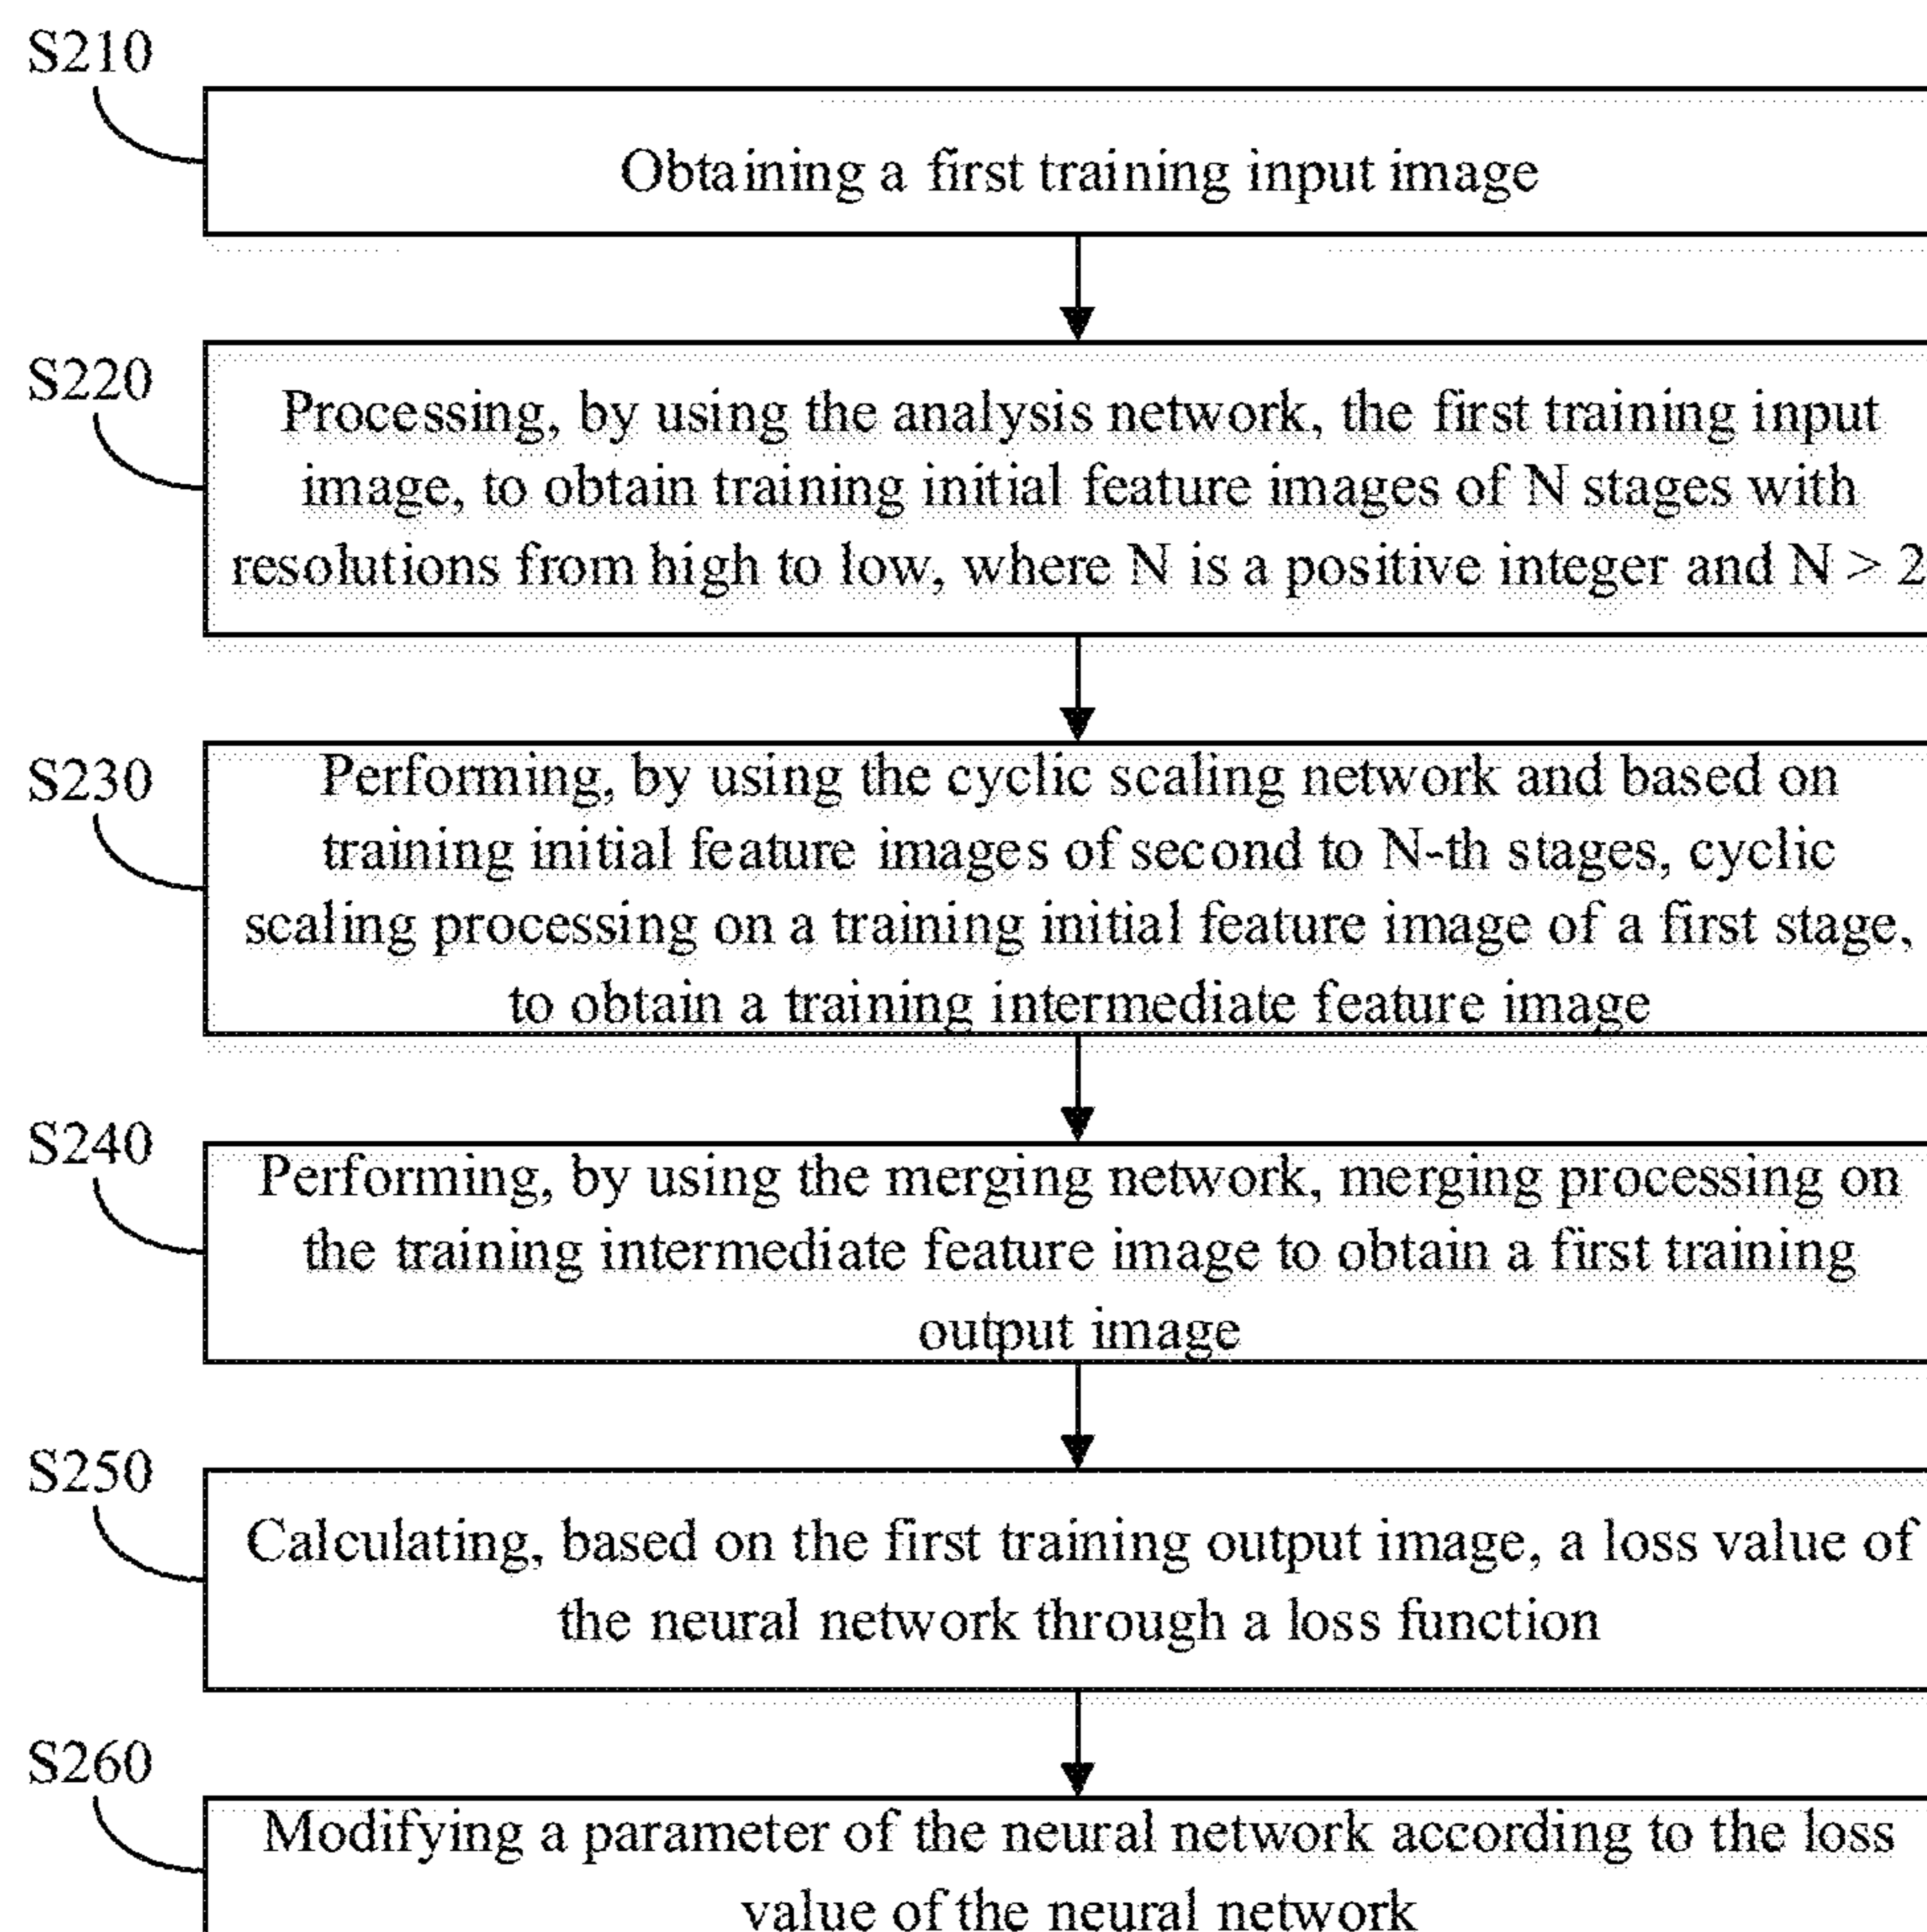 S210
Obtaining a first training input image
S220
Processing, by using the analysis network, the first training input
image, to obtain training initial feature images of N stages with
resolutions from high to low, where N is a positive integer and N > 2
S230
Performing, by using the cyclic scaling network and based on
training initial feature images of second to N-th stages, cyclic
scaling processing on a training initial feature image of a first stage,
to obtain a training intermediate feature image
S240
Performing, by using the merging network, merging processing on
the training intermediate feature image to obtain a first training
output image
S250
Calculating, based on the first training output image, a loss value of
the neural network through a loss function
S260
Modifying a parameter of the neural network according to the loss
value of the neural network